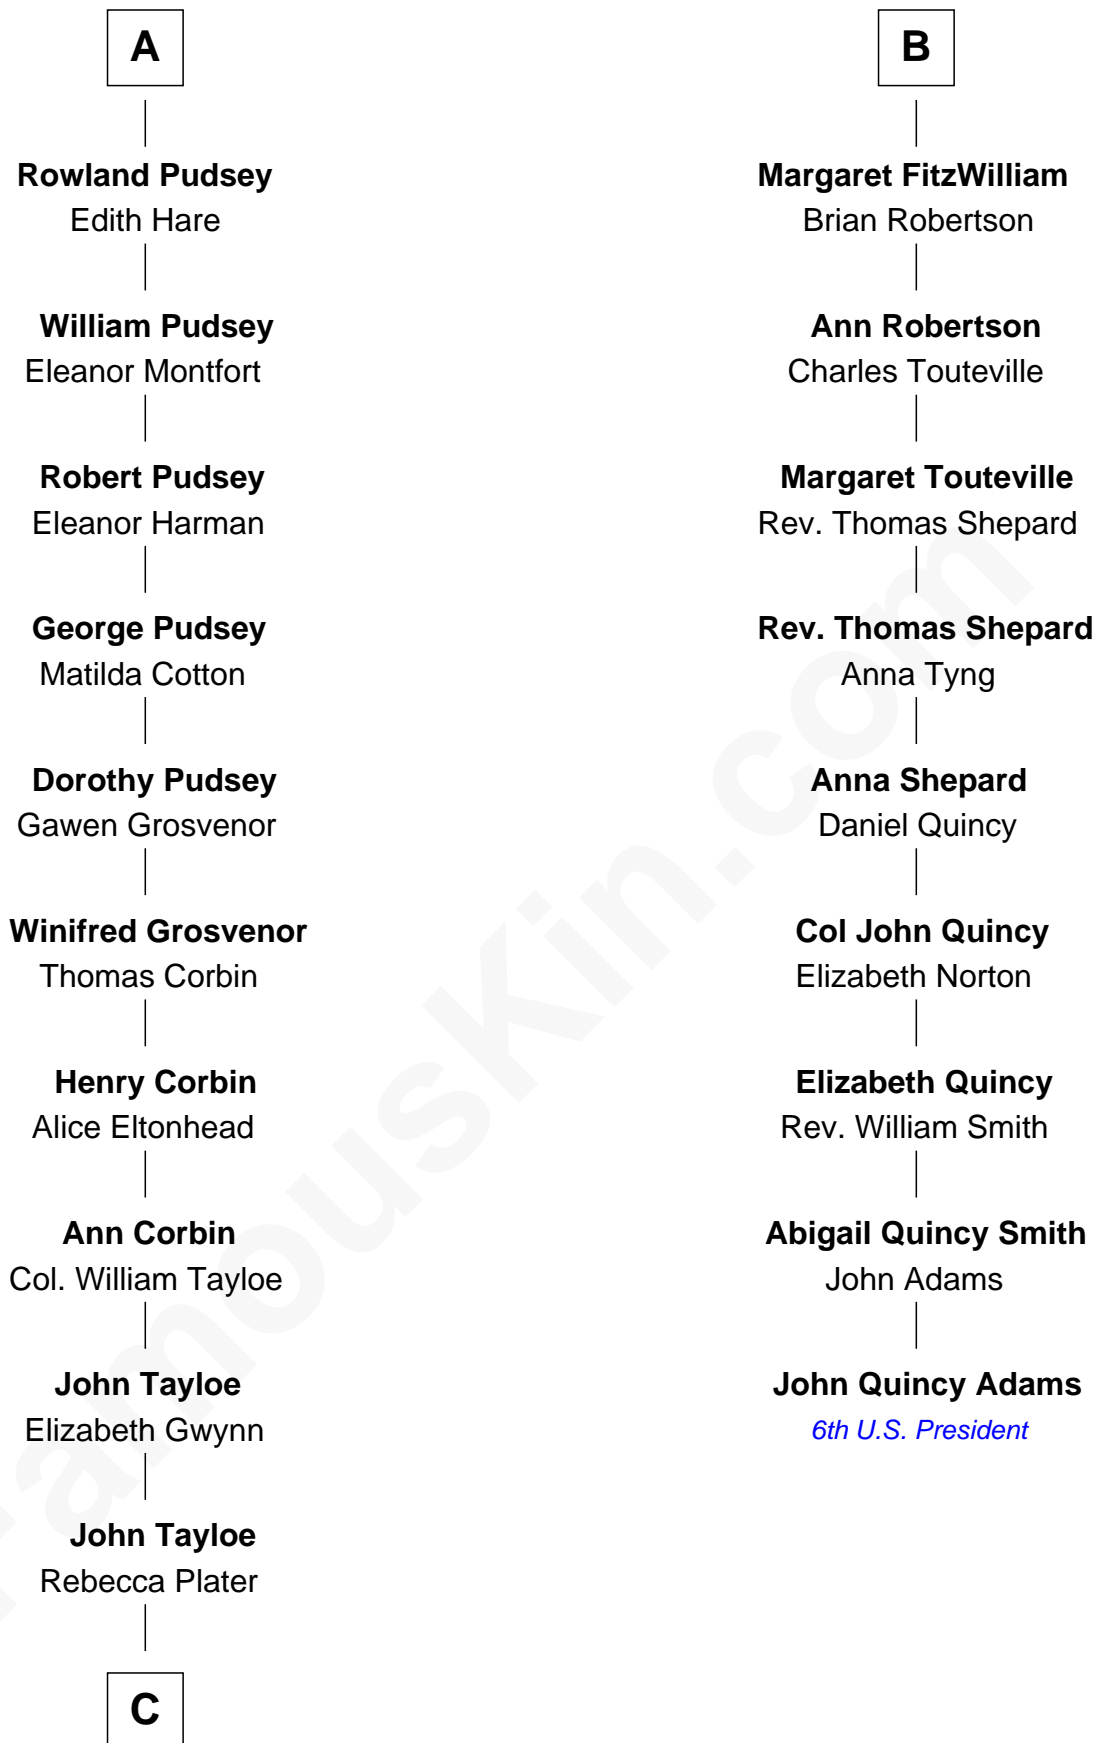 A
Rowland Pudsey
Edith Hare
William Pudsey
Eleanor Montfort
Robert Pudsey
Eleanor Harman
George Pudsey
Matilda Cotton
Dorothy Pudsey
Gawen Grosvenor
Winifred Grosvenor
Thomas Corbin
Henry Corbin
Alice Eltonhead
Ann Corbin
Col. William Tayloe
John Tayloe
Elizabeth Gwynn
John Tayloe
Rebecca Plater
C
B
Margaret FitzWilliam
Brian Robertson
Ann Robertson
Charles Touteville
Margaret Touteville
Rev. Thomas Shepard
Rev. Thomas Shepard
Anna Tyng
Anna Shepard
Daniel Quincy
Col John Quincy
Elizabeth Norton
Elizabeth Quincy
Rev. William Smith
Abigail Quincy Smith
John Adams
John Quincy Adams
6th U.S. President
FamousKin.com